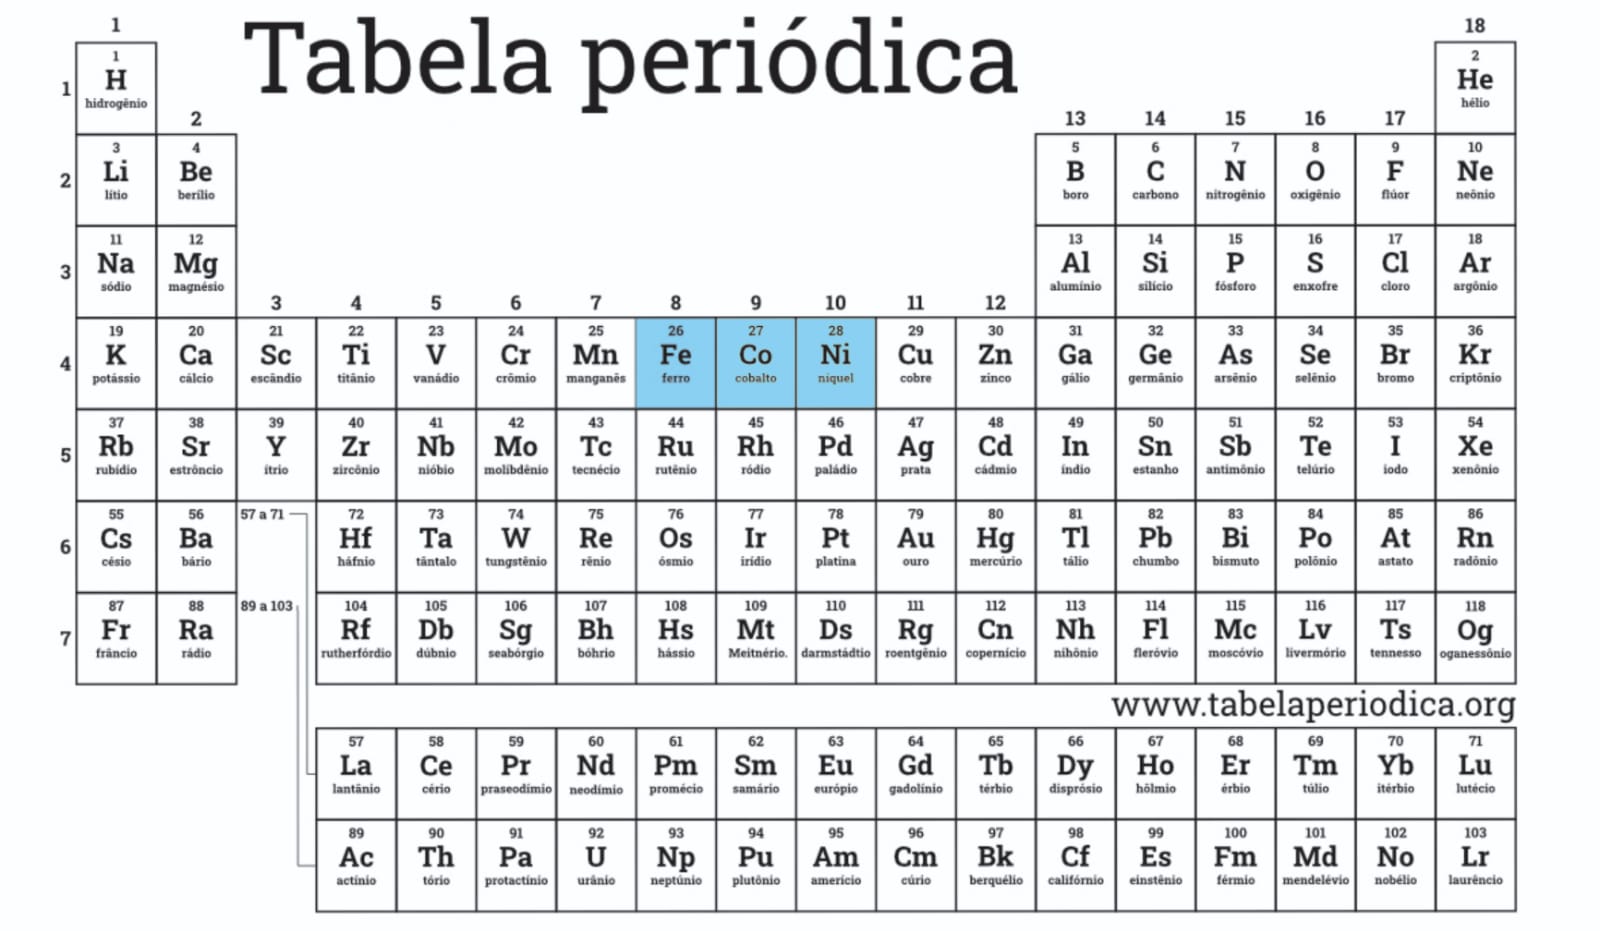 Tabela periódica
1 18
1 2
H He
hidrogênio hélio
1
2 13 14 15 16 17
3 4 5 6 7 8 9 10
Li Be B C N O F Ne
lítio berílio boro carbono nitrogênio oxigênio flúor neônio
2
11 12 13 14 15 16 17 18
Na Mg Al Si P S Cl Ar
sódio magnésio alumínio silício fósforo enxofre cloro argônio
3
3 4 5 6 7 8 9 10 11 12
19 20 21 22 23 24 25 26 27 28 29 30 31 32 33 34 35 36
K Ca Sc Ti V Cr Mn Fe Co Ni Cu Zn Ga Ge As Se Br Kr
potássio cálcio escândio titânio vanádio crômio manganês ferro cobalto níquel cobre zinco gálio germânio arsênio selênio bromo criptônio
4
37 38 39 40 41 42 43 44 45 46 47 48 49 50 51 52 53 54
Rb Sr Y Zr Nb Mo Tc Ru Rh Pd Ag Cd In Sn Sb Te I Xe
rubídio estrôncio ítrio zircônio nióbio molibdênio tecnécio rutênio ródio paládio prata cádmio índio estanho antimônio telúrio iodo xenônio
5
55 56 57 a 71 72 73 74 75 76 77 78 79 80 81 82 83 84 85 86
Cs Ba Hf Ta W Re Os Ir Pt Au Hg Tl Pb Bi Po At Rn
césio bário háfnio tântalo tungstênio rênio ósmio irídio platina ouro mercúrio tálio chumbo bismuto polônio astato radônio
6
87 88 89 a 103 104 105 106 107 108 109 110 111 112 113 114 115 116 117 118
Fr Ra Rf Db Sg Bh Hs Mt Ds Rg Cn Nh Fl Mc Lv Ts Og
frâncio rádio rutherfórdio dúbnio seabórgio bóhrio hássio Meitnério. darmstádtio roentgênio copernício nihônio fleróvio moscóvio livermório tennesso oganessônio
7
www.tabelaperiodica.org
57 58 59 60 61 62 63 64 65 66 67 68 69 70 71
La Ce Pr Nd Pm Sm Eu Gd Tb Dy Ho Er Tm Yb Lu
lantânio cério praseodímio neodímio promécio samário európio gadolínio térbio disprósio hólmio érbio túlio itérbio lutécio
89 90 91 92 93 94 95 96 97 98 99 100 101 102 103
Ac Th Pa U Np Pu Am Cm Bk Cf Es Fm Md No Lr
actínio tório protactínio urânio neptúnio plutônio amerício cúrio berquélio califórnio einstênio férmio mendelévio nobélio laurêncio